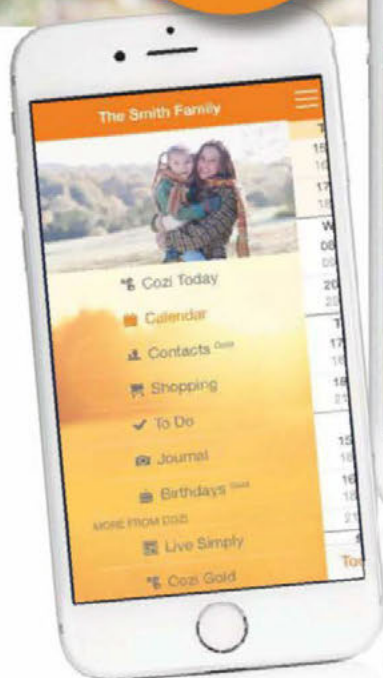 The Smith Family
Cozi Today
Calendar
Contacts Gold
Shopping
To Do
Journal
Birthdays Gold
MORE FROM COZI
Live Simply
Cozi Gold